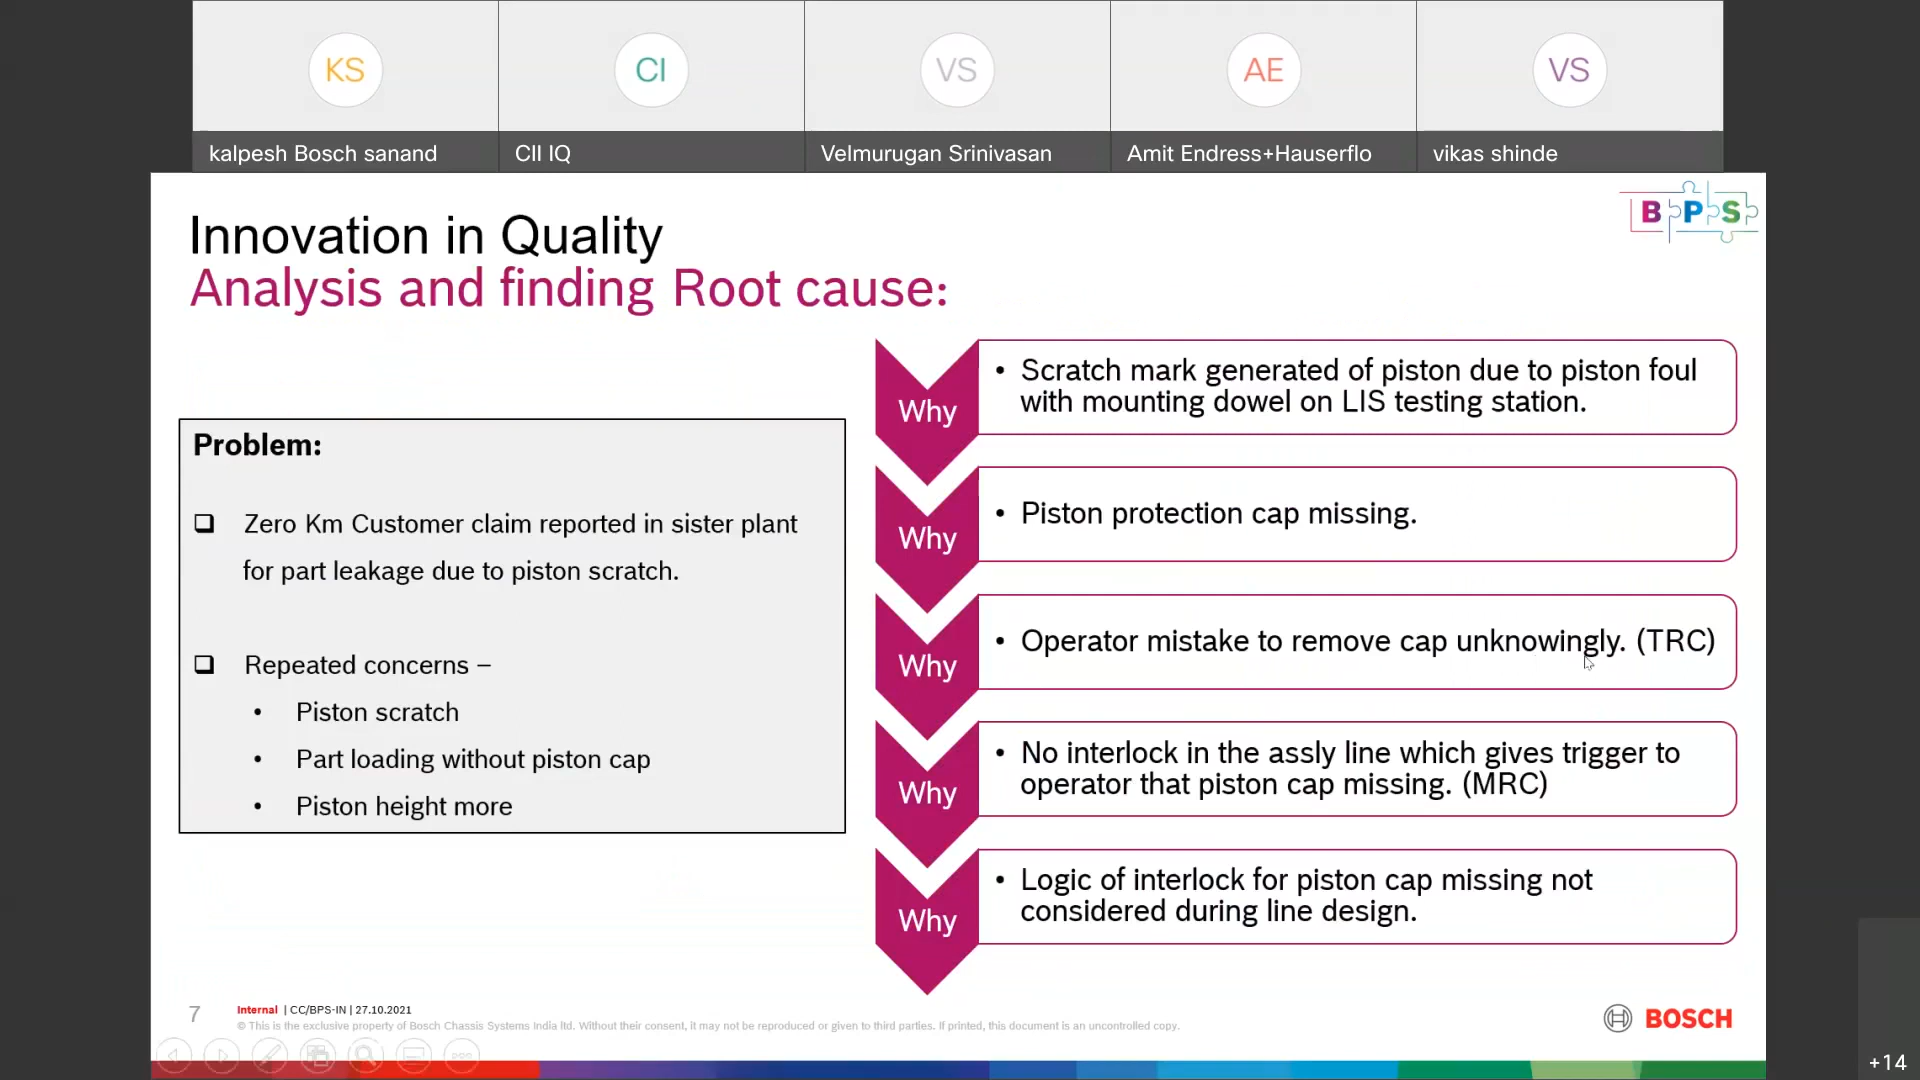 KS
CI
VS
AE
VS
kalpesh Bosch sanand
CII IQ
Velmurugan Srinivasan
Amit Endress+Hauserflo
vikas shinde
B P S
Innovation in Quality
Analysis and finding Root cause:
Problem:
Zero Km Customer claim reported in sister plant
for part leakage due to piston scratch.
Repeated concerns –
• Piston scratch
• Part loading without piston cap
• Piston height more
Why
• Scratch mark generated of piston due to piston foul
with mounting dowel on LIS testing station.
Why
• Piston protection cap missing.
Why
• Operator mistake to remove cap unknowingly. (TRC)
Why
• No interlock in the assly line which gives trigger to
operator that piston cap missing. (MRC)
Why
• Logic of interlock for piston cap missing not
considered during line design.
7
Internal | CC/BPS-IN | 27.10.2021
© This is the exclusive property of Bosch Chassis Systems India ltd. Without their consent, it may not be reproduced or given to third parties. If printed, this document is an uncontrolled copy.
BOSCH
+14